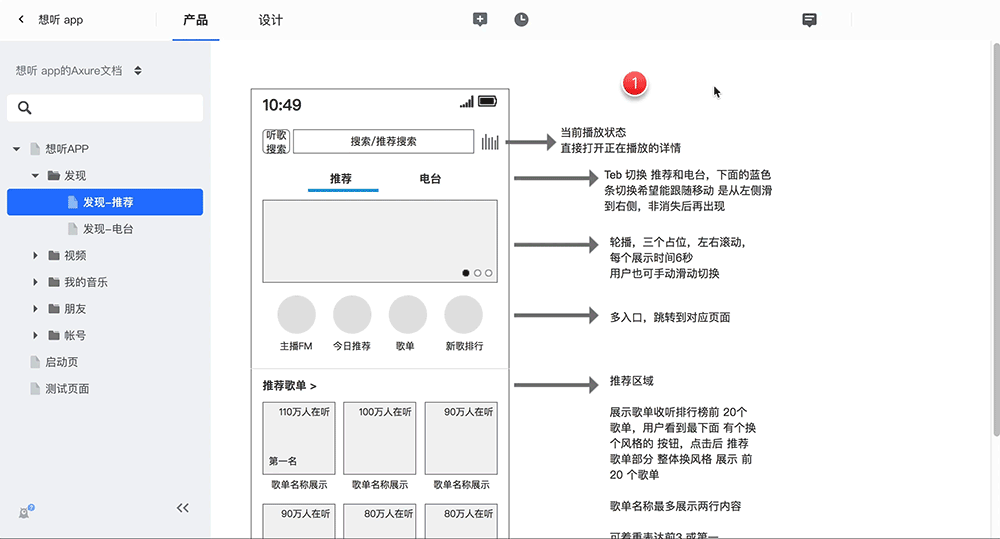 想听 app
产品
设计
想听 app的Axure文档
想听APP
发现
发现-推荐
发现-电台
视频
我的音乐
朋友
帐号
启动页
测试页面
?
1
10:49
听歌
搜索
搜索/推荐搜索
当前播放状态
直接打开正在播放的详情
推荐
电台
Teb 切换 推荐和电台，下面的蓝色
条切换希望能跟随移动 是从左侧滑
到右侧，非消失后再出现
轮播，三个占位，左右滚动，
每个展示时间6秒
用户也可手动滑动切换
主播FM
今日推荐
歌单
新歌排行
多入口，跳转到对应页面
推荐歌单 >
110万人在听
100万人在听
90万人在听
第一名
歌单名称展示
歌单名称展示
歌单名称展示
90万人在听
80万人在听
80万人在听
推荐区域
展示歌单收听排行榜前 20个
歌单，用户看到最下面 有个换
个风格的 按钮，点击后 推荐
歌单部分 整体换风格 展示 前
20 个歌单
歌单名称最多展示两行内容
可着重表达前3 或第一